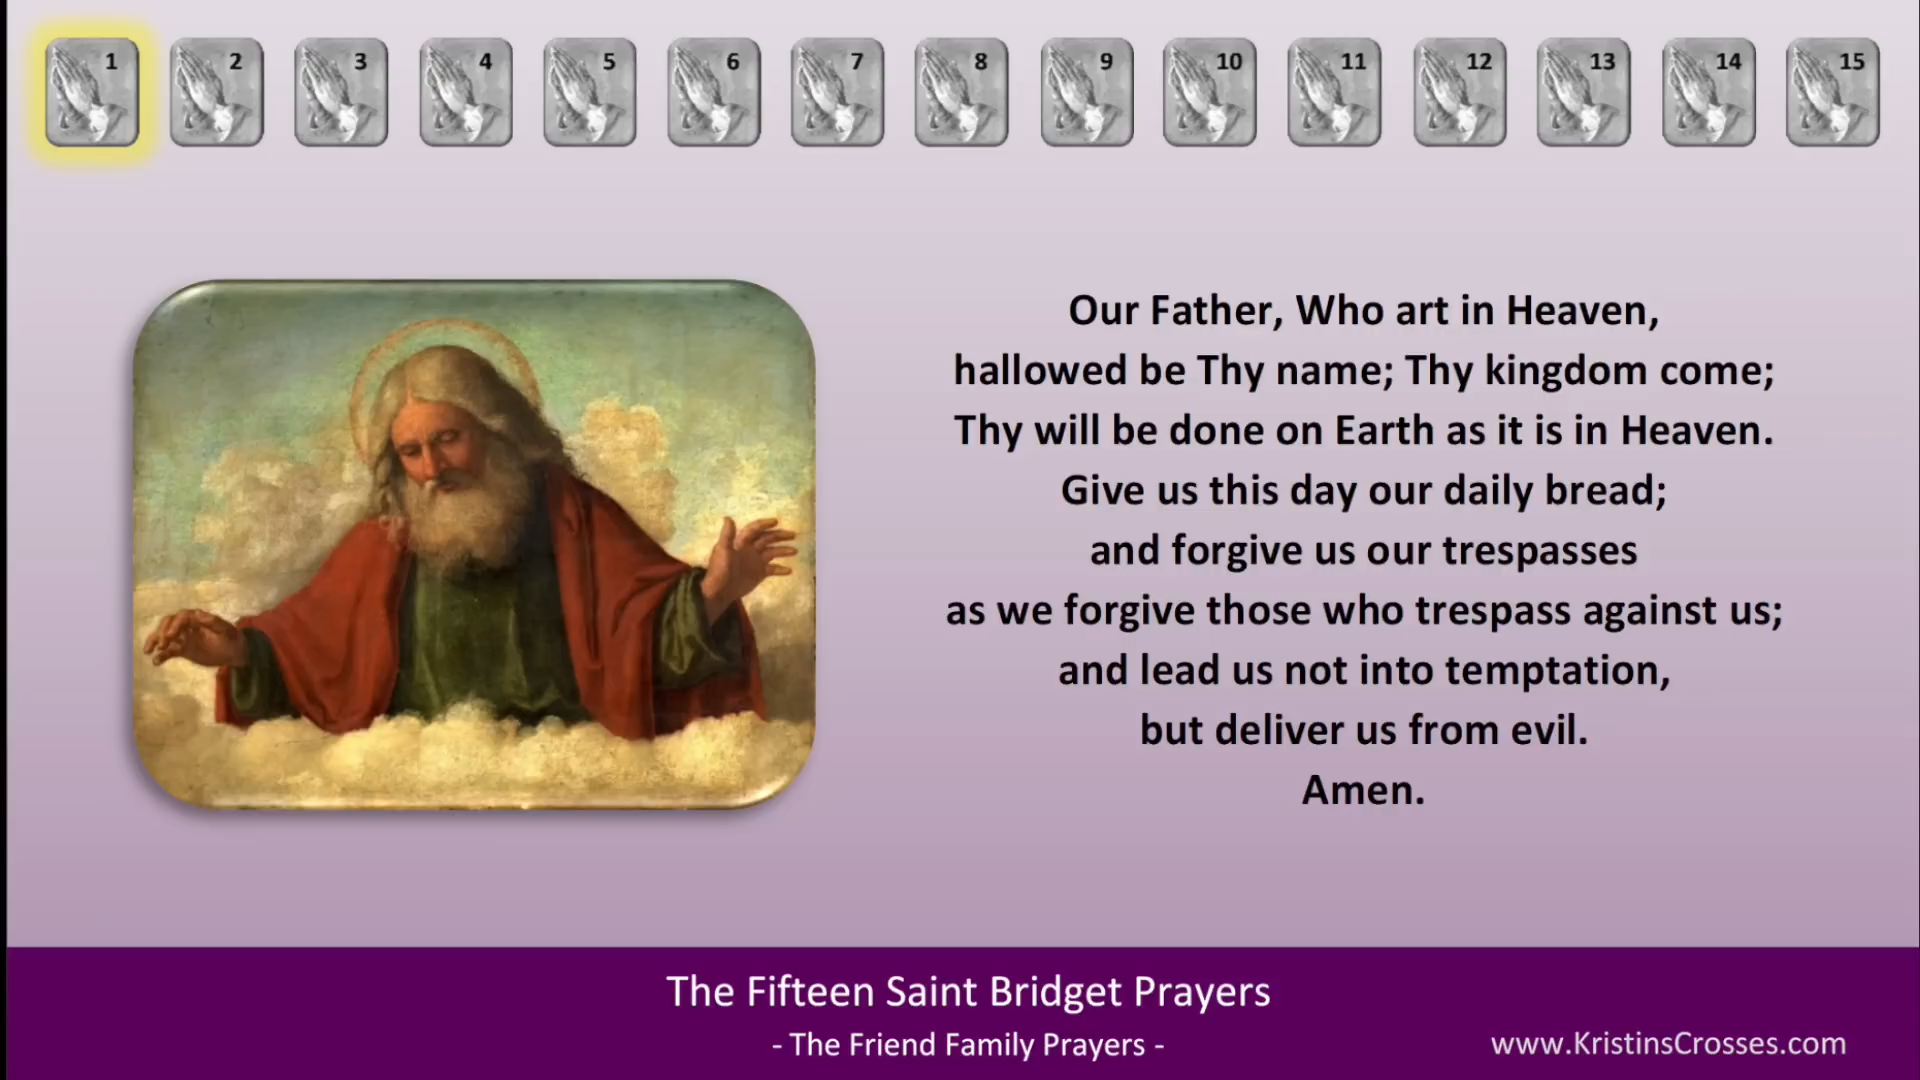 1 2 3 4 5 6 7 8 9 10 11 12 13 14 15
Our Father, Who art in Heaven,
hallowed be Thy name; Thy kingdom come;
Thy will be done on Earth as it is in Heaven.
Give us this day our daily bread;
and forgive us our trespasses
as we forgive those who trespass against us;
and lead us not into temptation,
but deliver us from evil.
Amen.
The Fifteen Saint Bridget Prayers
- The Friend Family Prayers -
www.KristinsCrosses.com